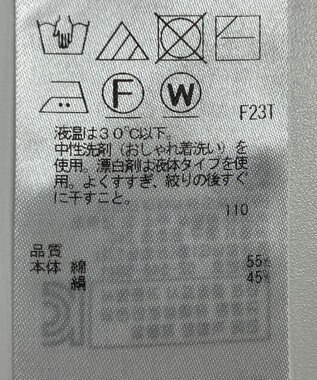 F W
F23T
液温は30℃以下。
中性洗剤（おしゃれ着洗い）を
使用。漂白剤は液体タイプを使
用。よくすすぎ、絞りの後すぐ
に干すこと。
110
品質
本体 綿 55%
絹 45%